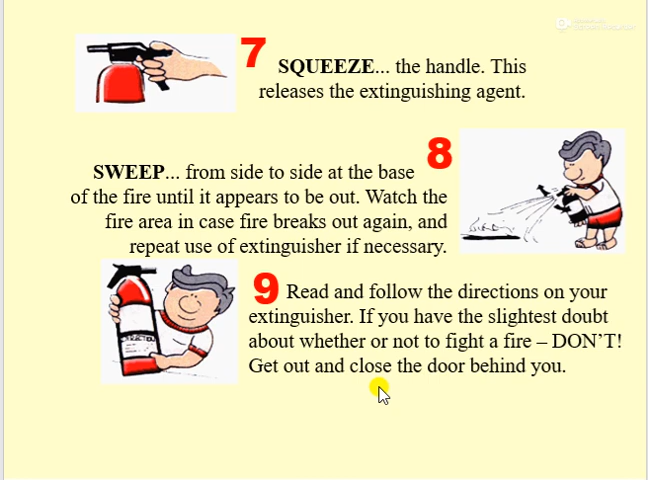 7
SQUEEZE... the handle. This
releases the extinguishing agent.
8
SWEEP... from side to side at the base
of the fire until it appears to be out. Watch the
fire area in case fire breaks out again, and
repeat use of extinguisher if necessary.
9 Read and follow the directions on your
extinguisher. If you have the slightest doubt
about whether or not to fight a fire – DON’T!
Get out and close the door behind you.